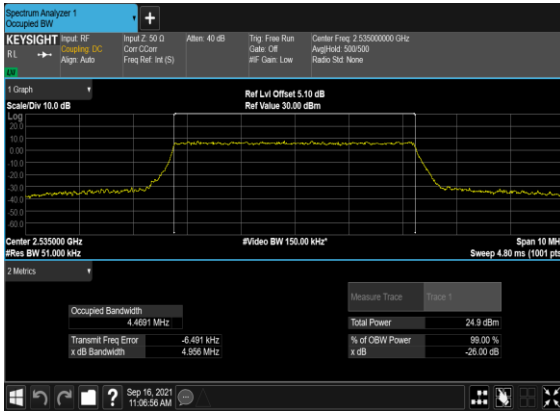 Spectrum Analyzer 1
Occupied BW
KEYSIGHT
RL
Input: RF
Coupling: DC
Align: Auto
Input Z: 50 Ω
Corr CCorr
Freq Ref: Int (S)
Atten: 40 dB
Trig: Free Run
Gate: Off
#IF Gain: Low
Center Freq: 2.535000000 GHz
Avg|Hold: 500/500
Radio Std: None
LW
1 Graph
Scale/Div 10.0 dB
Ref Lvl Offset 5.10 dB
Ref Value 30.00 dBm
Log
20.0
10.0
0.00
-10.0
-20.0
-30.0
-40.0
-50.0
-60.0
Center 2.535000 GHz
#Res BW 51.000 kHz
#Video BW 150.00 kHz*
Span 10 MH
Sweep 4.80 ms (1001 pts
2 Metrics
Measure Trace
Trace 1
Occupied Bandwidth
4.4691 MHz
Total Power
24.9 dBm
Transmit Freq Error
-6.491 kHz
% of OBW Power
99.00 %
x dB Bandwidth
4.956 MHz
x dB
-26.00 dB
?
Sep 16, 2021
11:06:56 AM